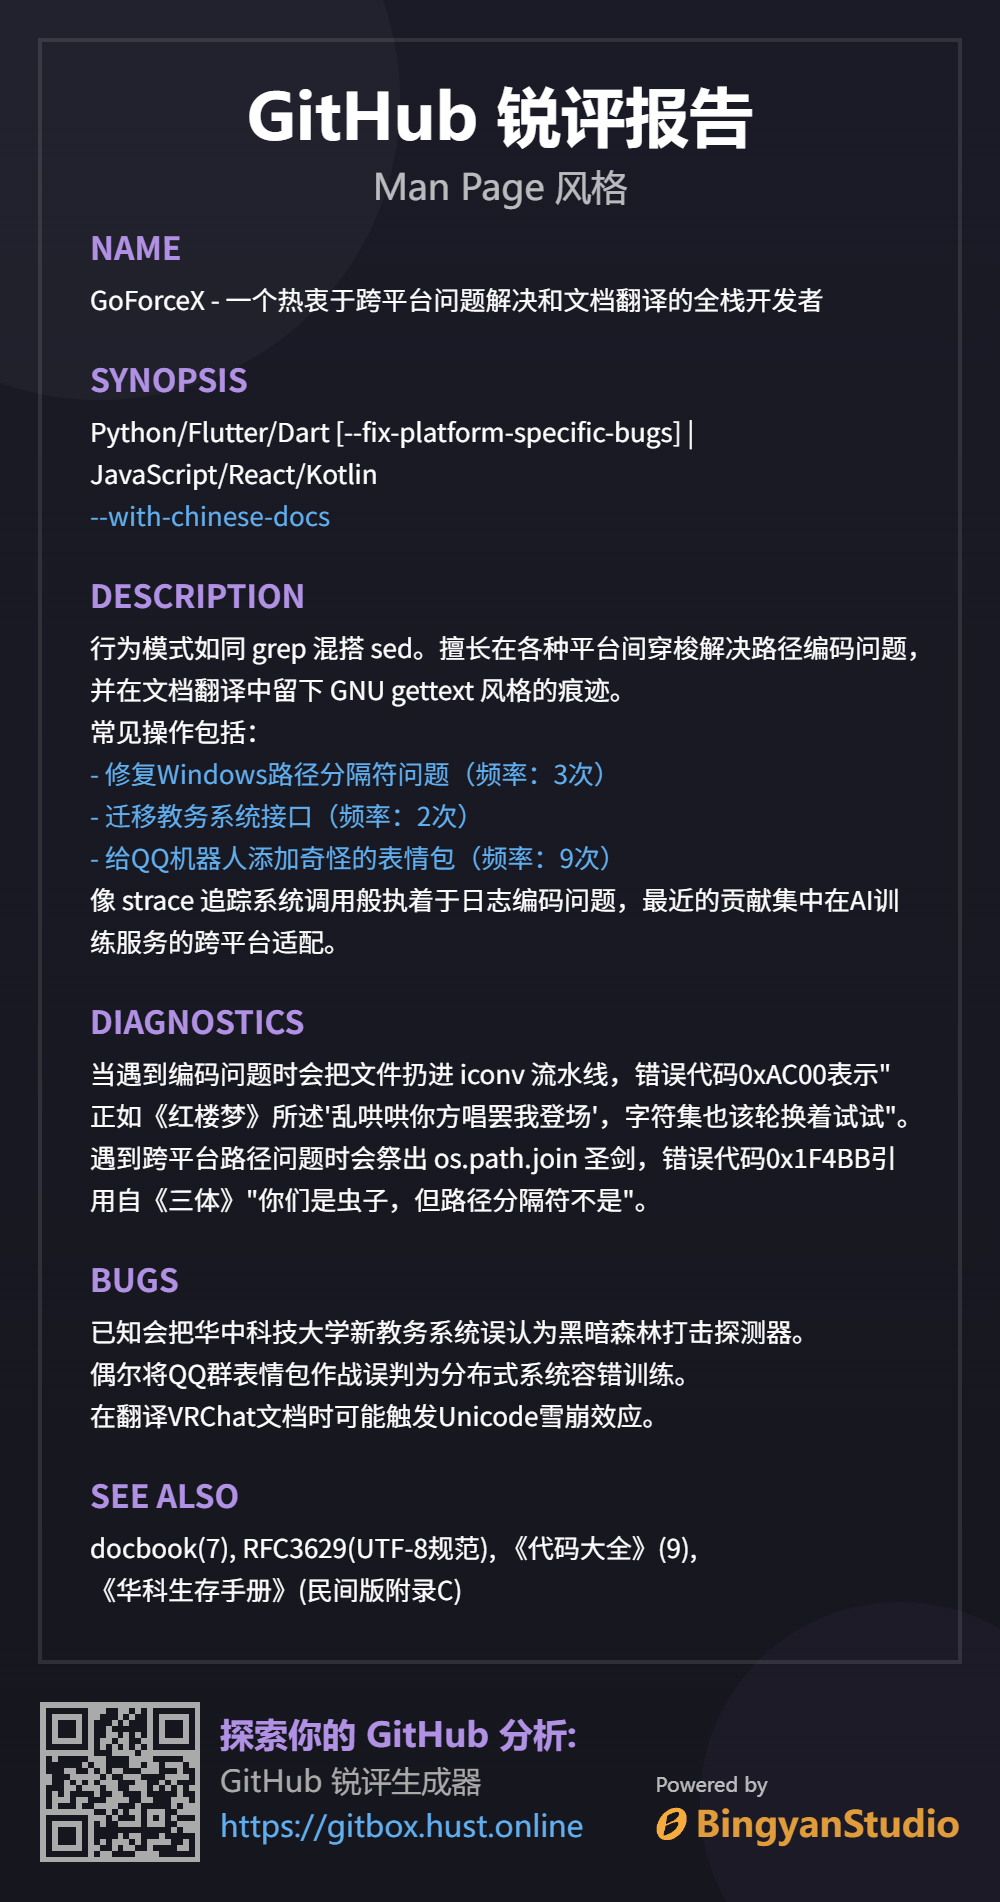 GitHub 锐评报告
Man Page 风格
NAME
GoForceX - 一个热衷于跨平台问题解决和文档翻译的全栈开发者
SYNOPSIS
Python/Flutter/Dart [--fix-platform-specific-bugs] |
JavaScript/React/Kotlin
--with-chinese-docs
DESCRIPTION
行为模式如同 grep 混搭 sed。擅长在各种平台间穿梭解决路径编码问题，
并在文档翻译中留下 GNU gettext 风格的痕迹。
常见操作包括：
- 修复Windows路径分隔符问题（频率：3次）
- 迁移教务系统接口（频率：2次）
- 给QQ机器人添加奇怪的表情包（频率：9次）
像 strace 追踪系统调用般执着于日志编码问题，最近的贡献集中在AI训
练服务的跨平台适配。
DIAGNOSTICS
当遇到编码问题时会把文件扔进 iconv 流水线，错误代码0xAC00表示"
正如《红楼梦》所述'乱哄哄你方唱罢我登场'，字符集也该轮换着试试"。
遇到跨平台路径问题时会祭出 os.path.join 圣剑，错误代码0x1F4BB引
用自《三体》"你们是虫子，但路径分隔符不是"。
BUGS
已知会把华中科技大学新教务系统误认为黑暗森林打击探测器。
偶尔将QQ群表情包作战误判为分布式系统容错训练。
在翻译VRChat文档时可能触发Unicode雪崩效应。
SEE ALSO
docbook(7), RFC3629(UTF-8规范), 《代码大全》(9),
《华科生存手册》(民间版附录C)
探索你的 GitHub 分析:
GitHub 锐评生成器
https://gitbox.hust.online
Powered by
BingyanStudio